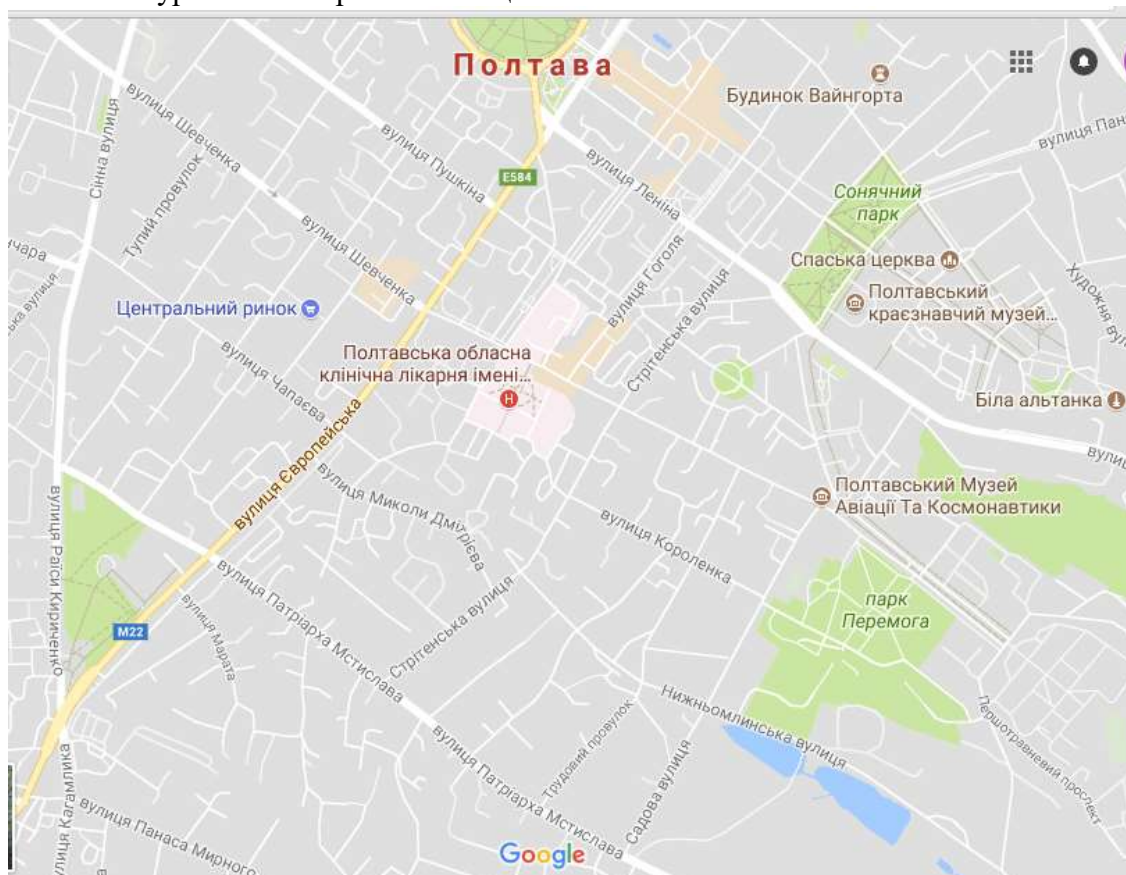 Полтава
Будинок Вайнгорта
вулиця Шевченка
вулиця Пушкіна
вулиця Леніна
вулиця Пан
Сінна вулиця
Тупий провулок
E584
Сонячний
парк
вулиця Шевченка
вулиця Гоголя
Стрітенська вулиця
Спаська церква
Художня
Центральний ринок
Полтавський
краєзнавчий музей...
Полтавська обласна
клінічна лікарня імені...
H
вулиця Чапаєва
Біла альтанка
вулиця Європейська
вулиця Миколи Дмітрієва
Полтавський Музей
Авіації Та Космонавтики
вулиця Раїси Кириченко
вулиця Короленка
вулиця Патріарха Мстислава
вулиця Марата
Стрітенська вулиця
парк
Перемога
M22
Нижньомлинська вулиця
Першотравневий проспект
Трудовий провулок
Садова вулиця
вулиця Патріарха Мстислава
вулиця Панаса Мирного
Кагамлика
Google